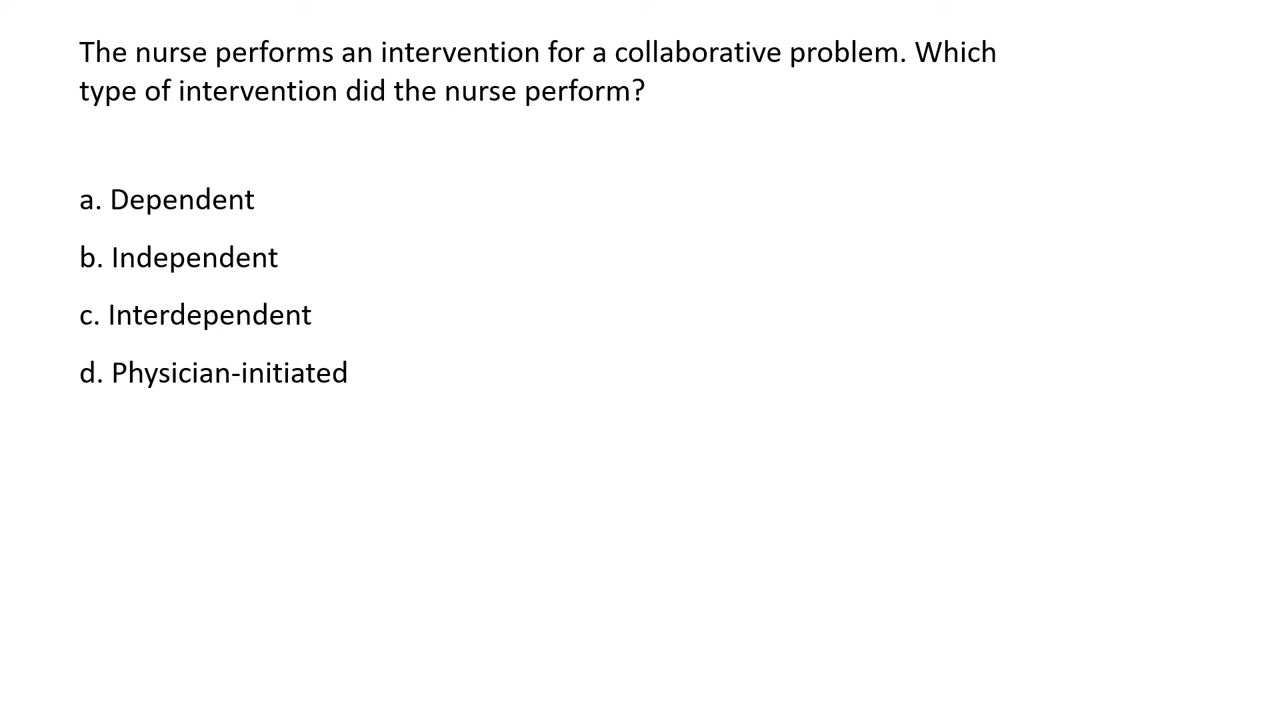 The nurse performs an intervention for a collaborative problem. Which
type of intervention did the nurse perform?
a. Dependent
b. Independent
c. Interdependent
d. Physician-initiated